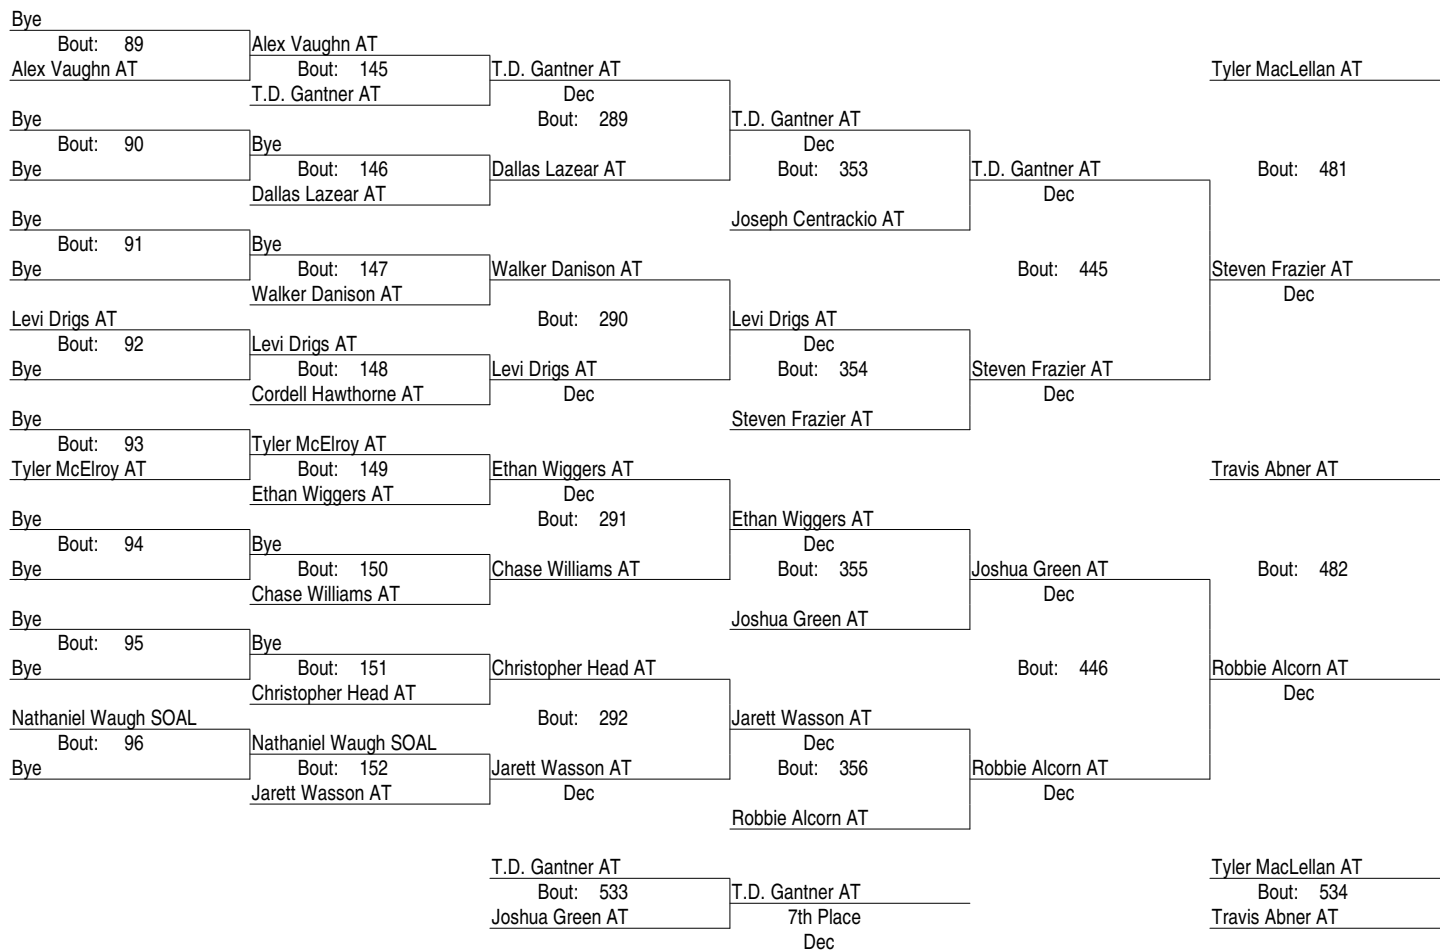 Bye
Bout: 89
Alex Vaughn AT
Bye
Bout: 90
Bye
Bye
Bout: 91
Bye
Levi Drigs AT
Bout: 92
Bye
Bye
Bout: 93
Tyler McElroy AT
Bye
Bout: 94
Bye
Bye
Bout: 95
Bye
Nathaniel Waugh SOAL
Bout: 96
Bye
Alex Vaughn AT
Bout: 145
T.D. Gantner AT
Bye
Bout: 146
Dallas Lazear AT
Bye
Bout: 147
Walker Danison AT
Levi Drigs AT
Bout: 148
Cordell Hawthorne AT
Tyler McElroy AT
Bout: 149
Ethan Wiggers AT
Bye
Bout: 150
Chase Williams AT
Bye
Bout: 151
Christopher Head AT
Nathaniel Waugh SOAL
Bout: 152
Jarett Wasson AT
T.D. Gantner AT
Dec
Bout: 289
Dallas Lazear AT
Walker Danison AT
Bout: 290
Levi Drigs AT
Dec
Ethan Wiggers AT
Dec
Bout: 291
Chase Williams AT
Christopher Head AT
Bout: 292
Jarett Wasson AT
Dec
T.D. Gantner AT
Dec
Bout: 353
Joseph Centrackio AT
Levi Drigs AT
Dec
Bout: 354
Steven Frazier AT
Ethan Wiggers AT
Dec
Bout: 355
Joshua Green AT
Jarett Wasson AT
Dec
Bout: 356
Robbie Alcorn AT
T.D. Gantner AT
Dec
Bout: 445
Steven Frazier AT
Dec
Joshua Green AT
Dec
Bout: 446
Robbie Alcorn AT
Dec
Tyler MacLellan AT
Bout: 481
Steven Frazier AT
Dec
Travis Abner AT
Bout: 482
Robbie Alcorn AT
Dec
T.D. Gantner AT
Bout: 533
Joshua Green AT
T.D. Gantner AT
7th Place
Dec
Tyler MacLellan AT
Bout: 534
Travis Abner AT